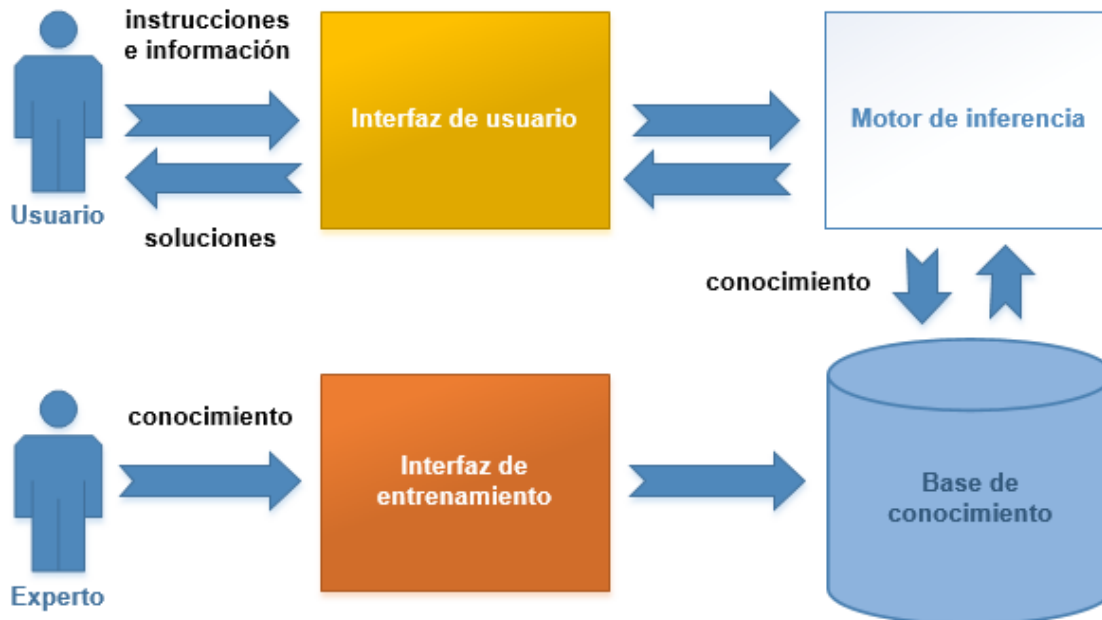 instrucciones
e información
Interfaz de usuario
Motor de inferencia
Usuario
soluciones
conocimiento
conocimiento
Interfaz de
entrenamiento
Base de
conocimiento
Experto